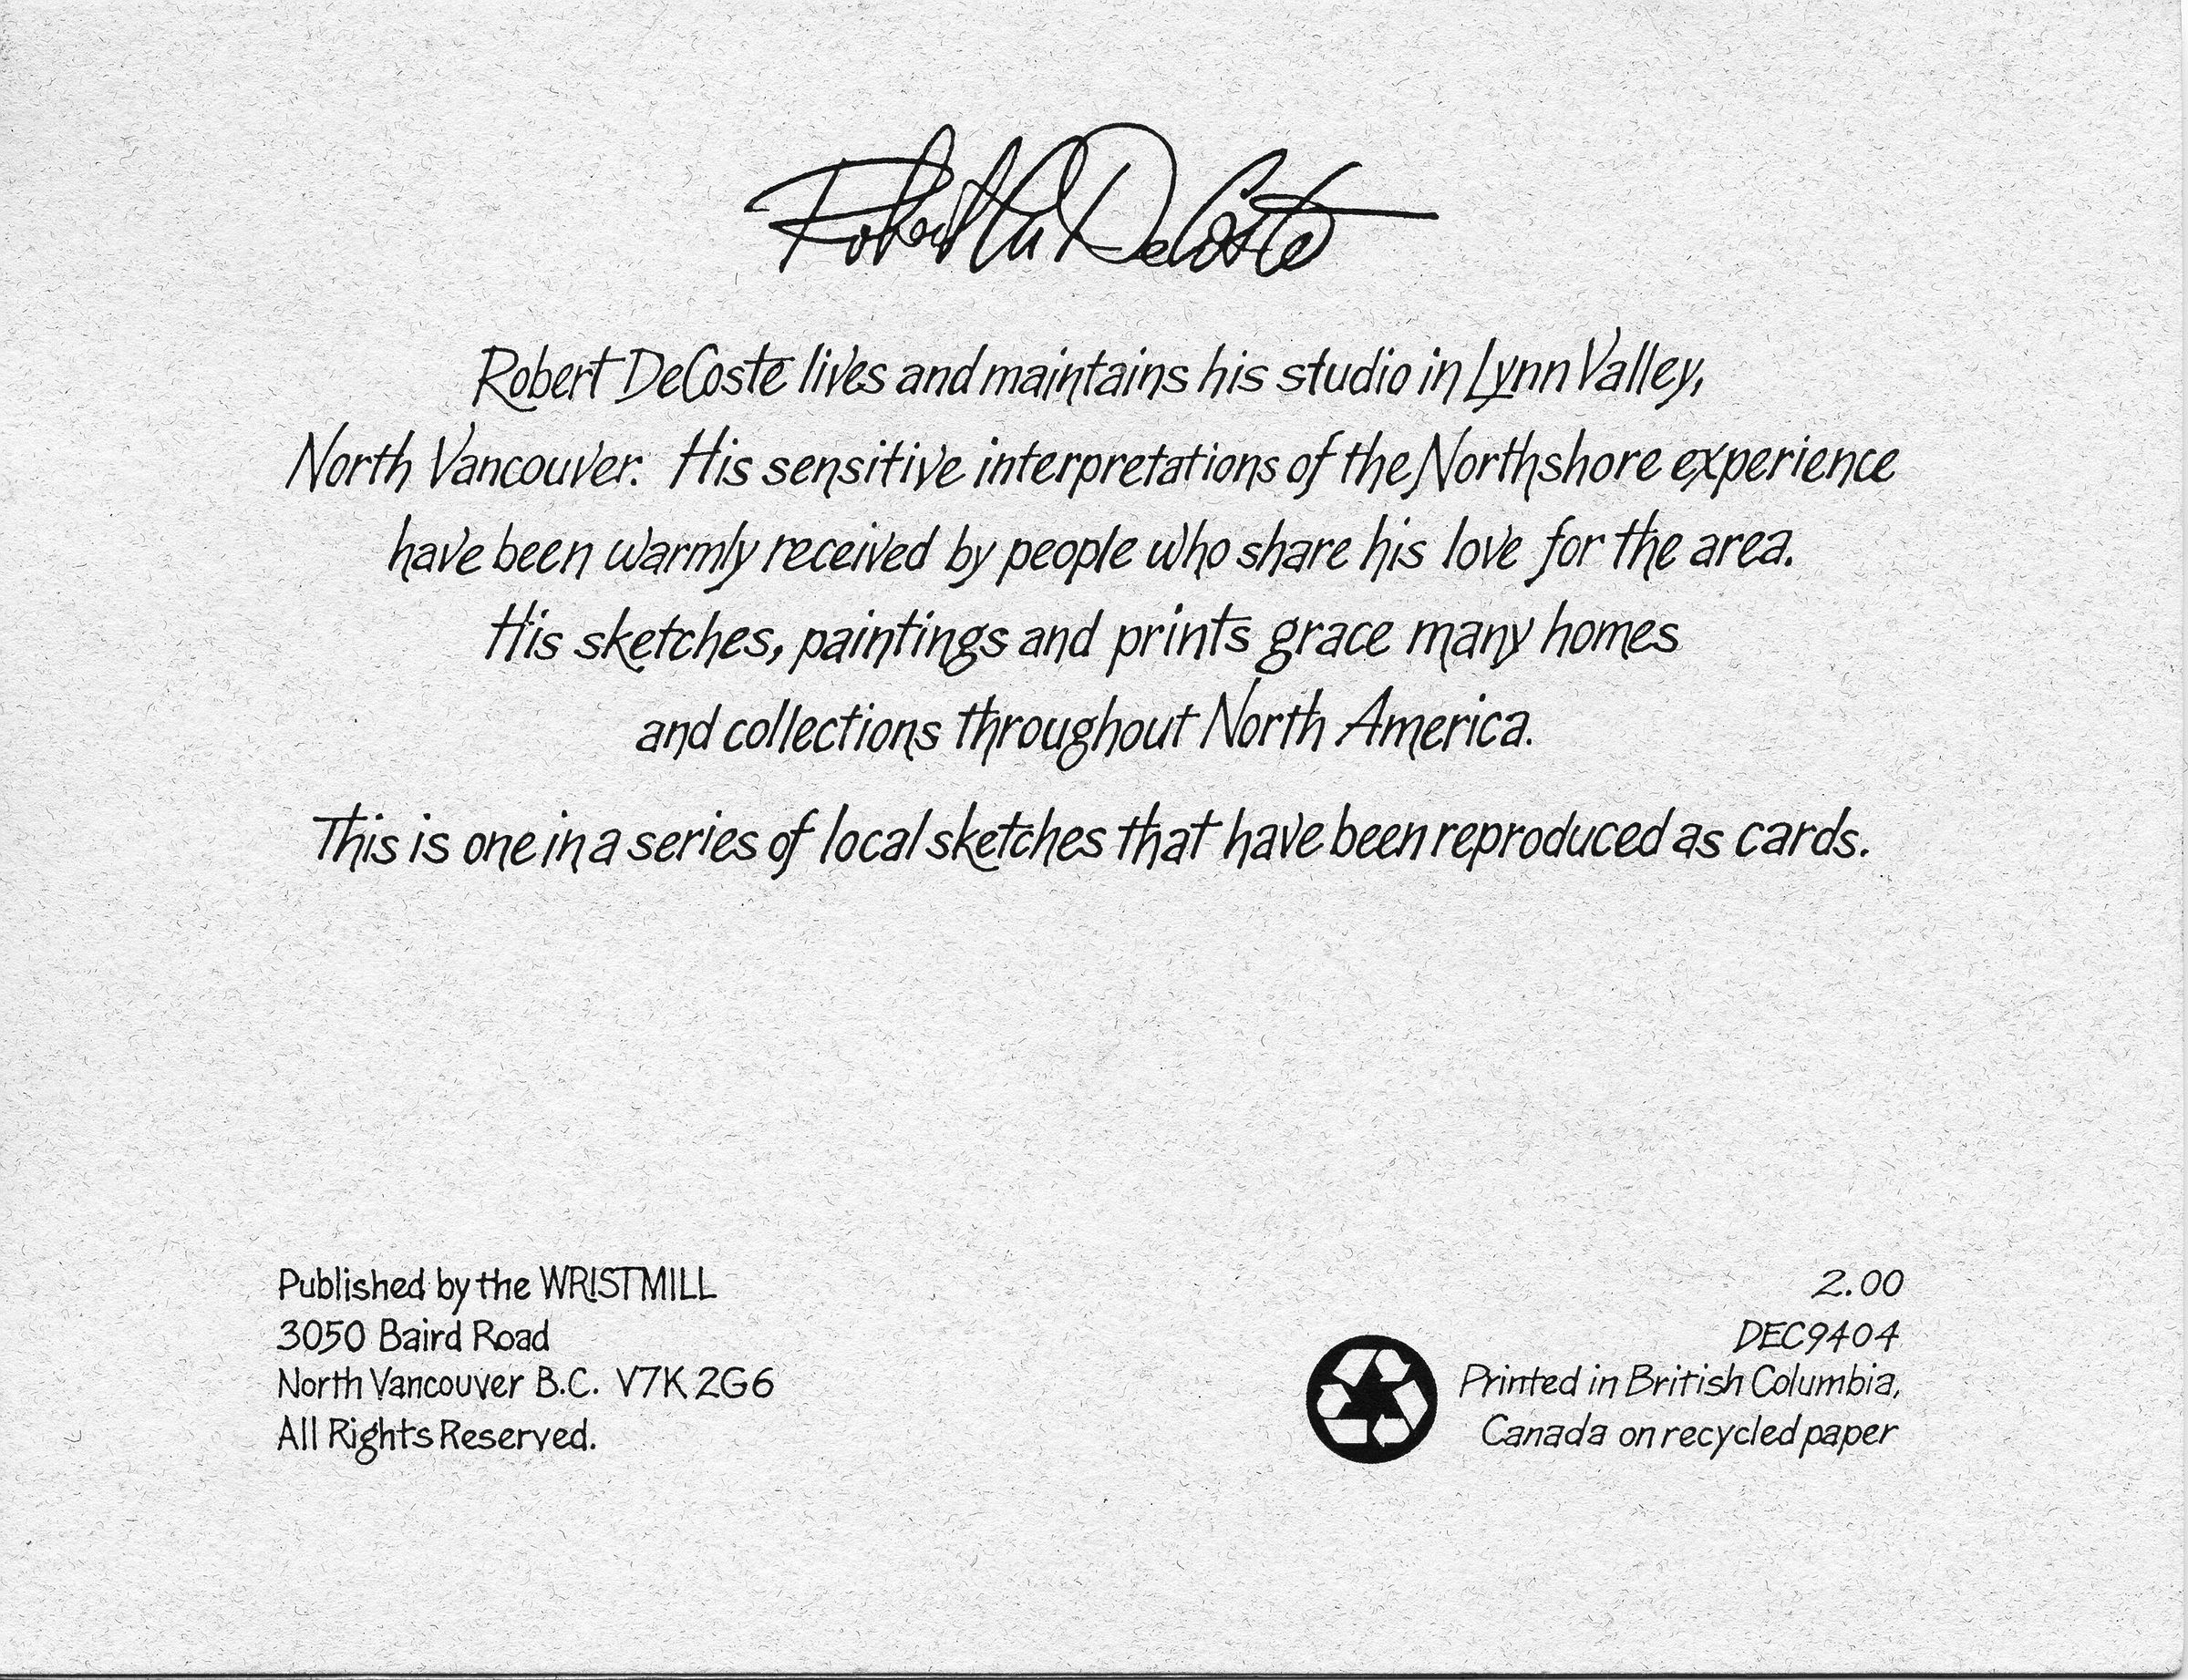 Robert A DeCoste
Robert DeCoste lives and maintains his studio in Lynn Valley,
North Vancouver. His sensitive interpretations of the Northshore experience
have been warmly received by people who share his love for the area.
His sketches, paintings and prints grace many homes
and collections throughout North America.
This is one in a series of local sketches that have been reproduced as cards.
Published by the WRISTMILL
3050 Baird Road
North Vancouver B.C. V7K 2G6
All Rights Reserved.
2.00
DEC9404
Printed in British Columbia,
Canada on recycled paper